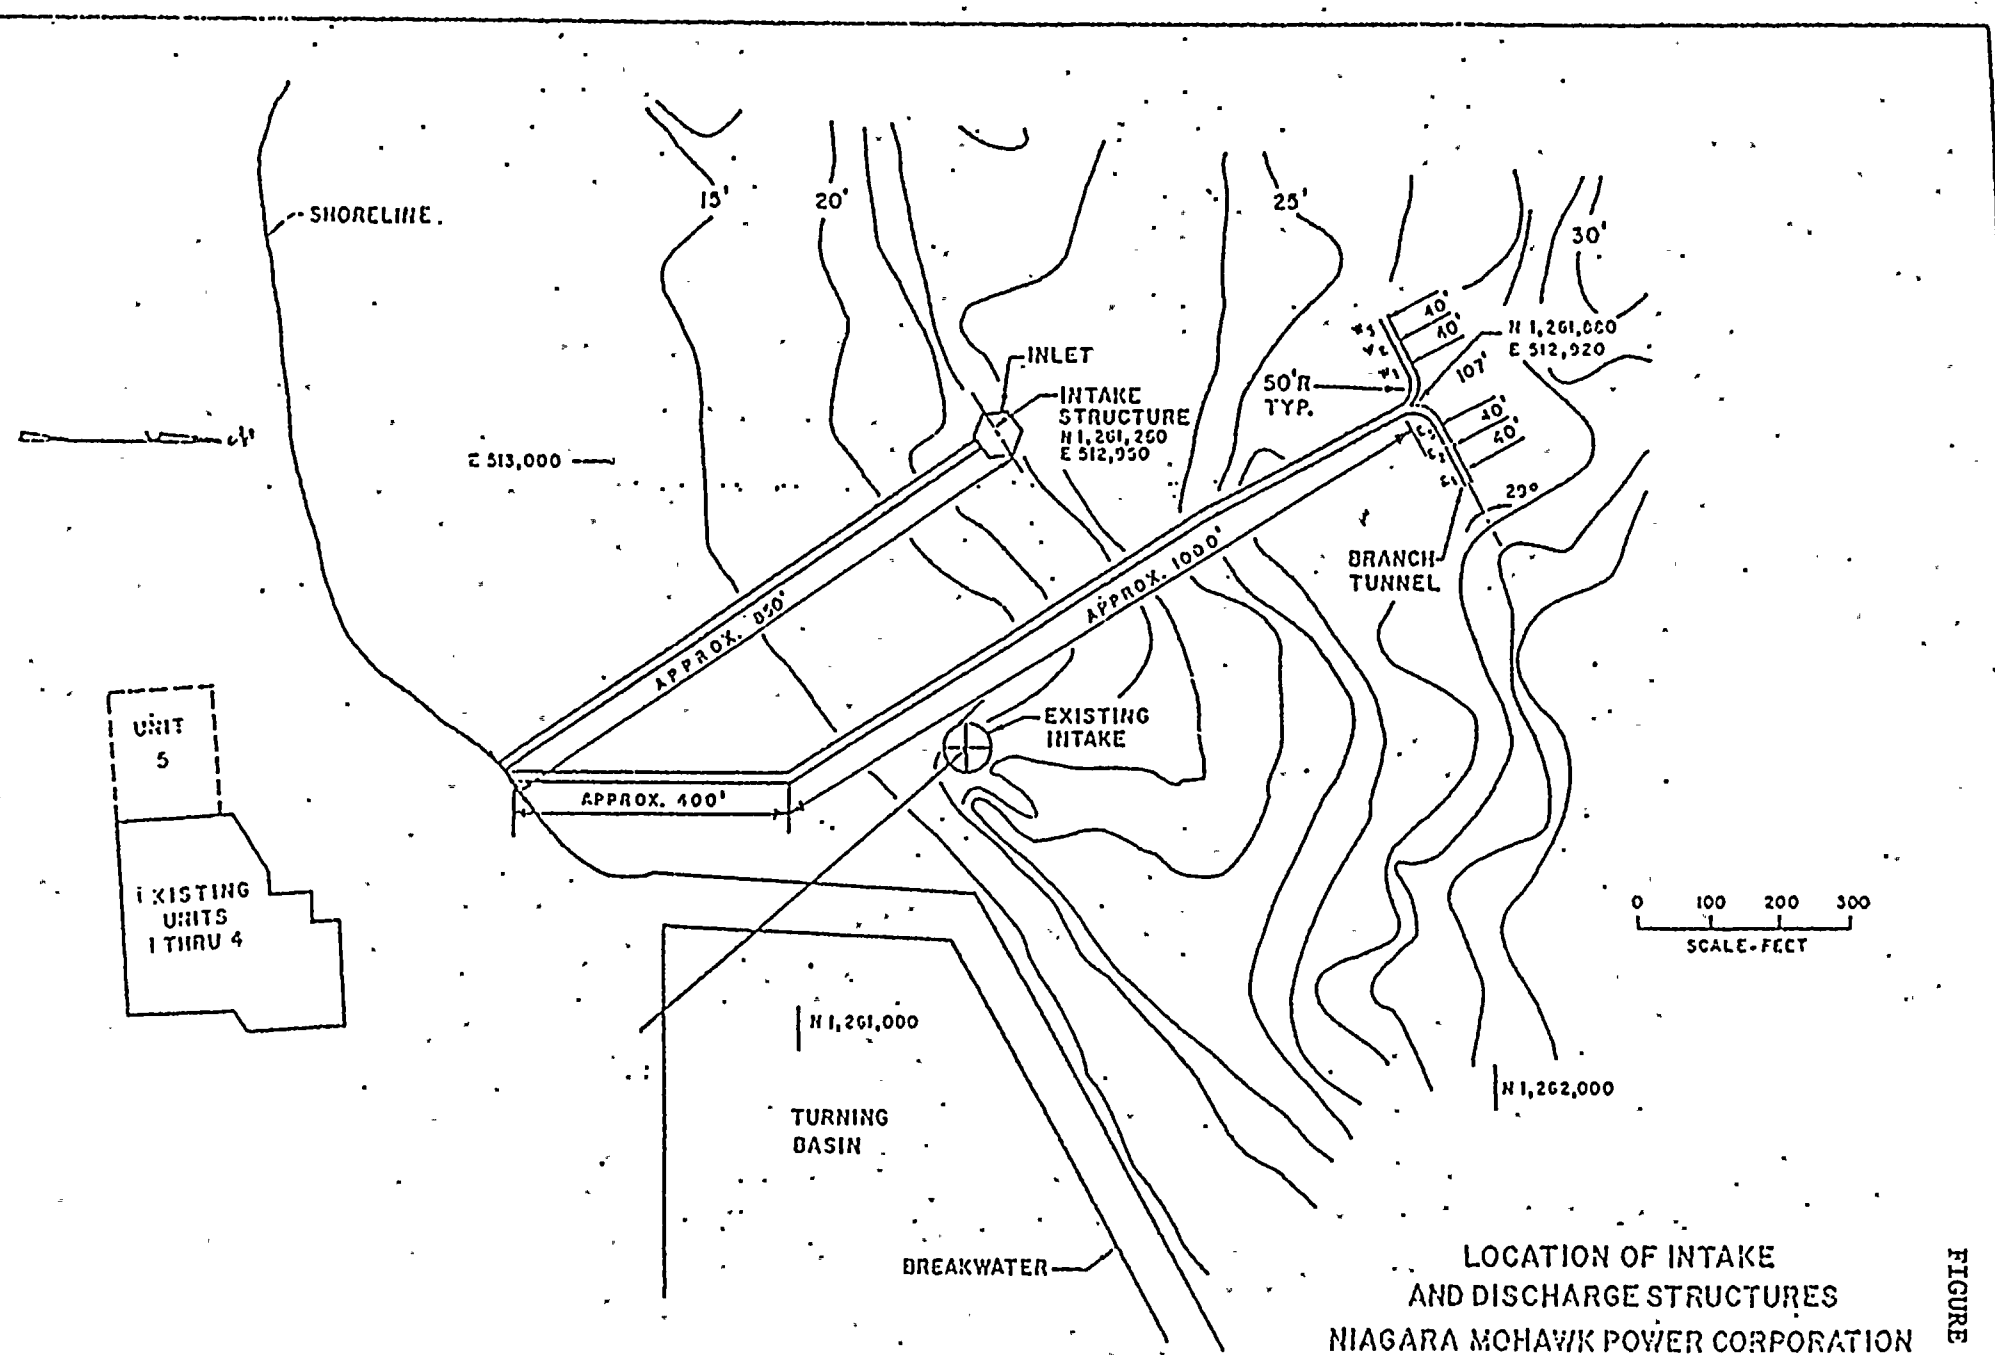 SHORELINE.
15'
20'
25'
30'
INLET
INTAKE
STRUCTURE
N 1,261,260
E 512,950
E 513,000
40'
40'
N 1,261,860
E 512,920
107'
50'R
TYP.
40'
40'
20°
BRANCH
TUNNEL
APPROX. 850'
APPROX. 1000'
APPROX. 400'
EXISTING
INTAKE
UNIT
5
EXISTING
UNITS
1 THRU 4
0 100 200 300
SCALE-FEET
N 1,261,000
N 1,262,000
TURNING
BASIN
BREAKWATER
LOCATION OF INTAKE
AND DISCHARGE STRUCTURES
NIAGARA MOHAWK POWER CORPORATION
FIGURE